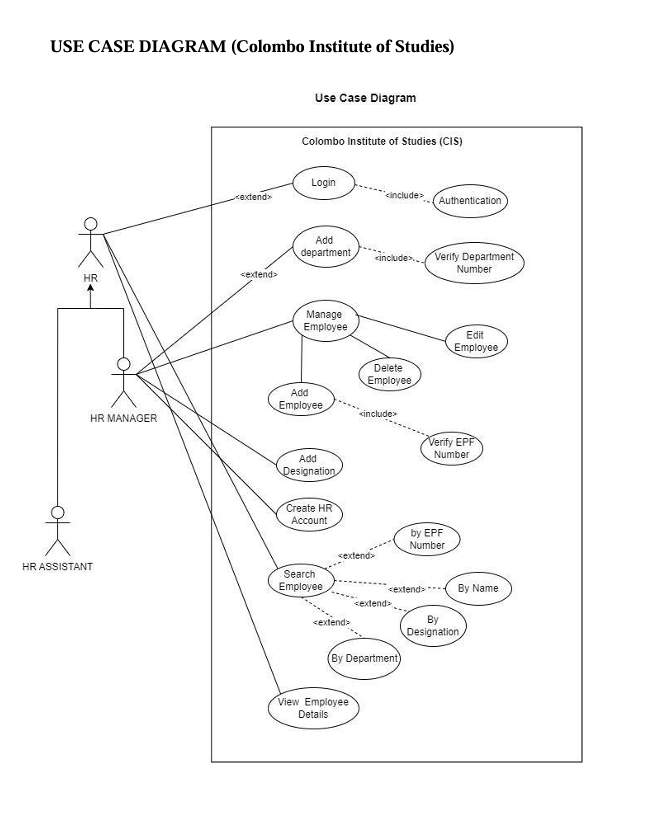 USE CASE DIAGRAM (Colombo Institute of Studies)
Use Case Diagram
Colombo Institute of Studies (CIS)
Login
<extend>
<include>
Authentication
HR
Add
department
<extend>
<include>
Verify Department
Number
Manage
Employee
Edit
Employee
Delete
Employee
Add
Employee
<include>
Verify EPF
Number
HR MANAGER
Add
Designation
Create HR
Account
HR ASSISTANT
Search
Employee
<extend>
by EPF
Number
<extend>
By Name
<extend>
By
Designation
<extend>
By Department
View Employee
Details